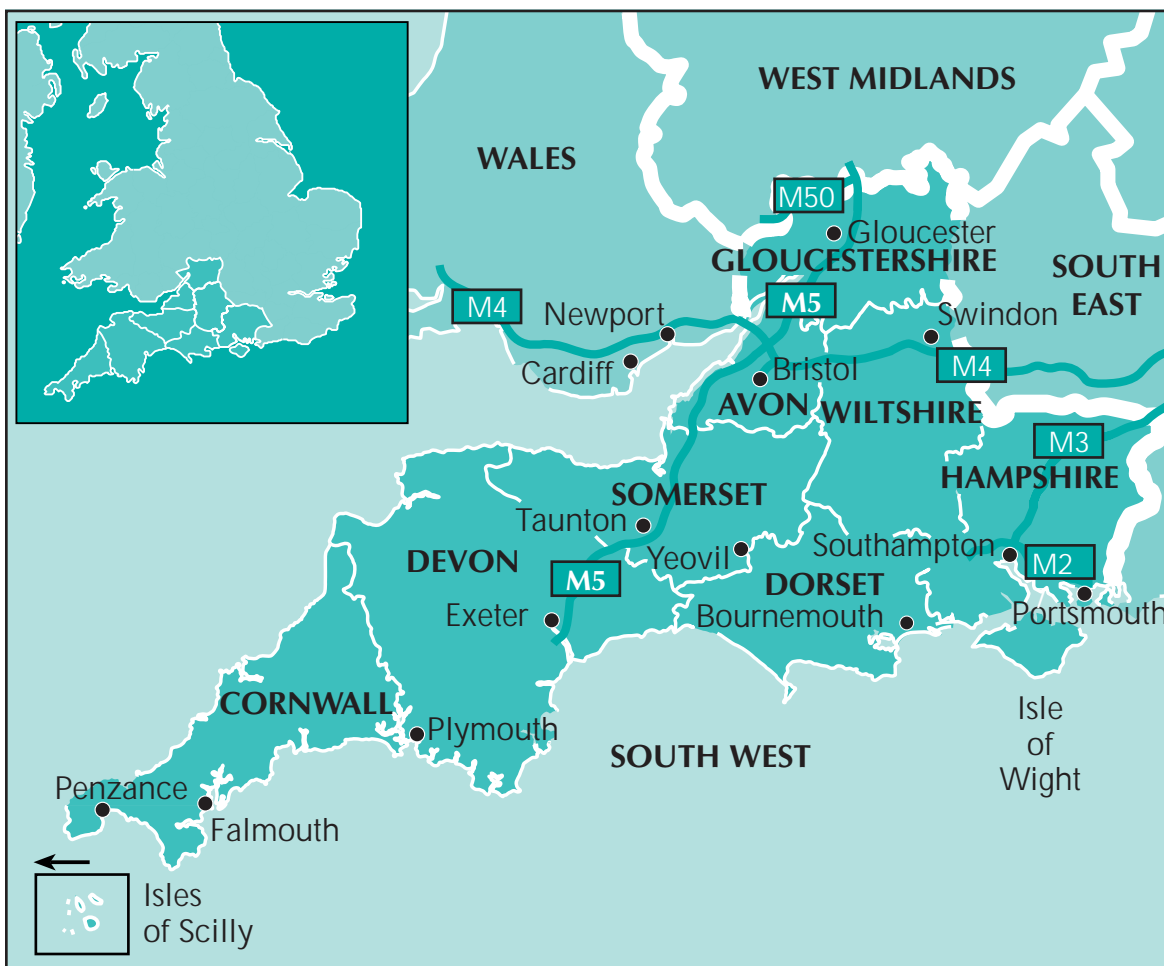 WEST MIDLANDS
WALES
M50
Gloucester
GLOUCESTERSHIRE
SOUTH
EAST
M5
M4
Newport
Swindon
Cardiff
Bristol
M4
AVON
WILTSHIRE
M3
HAMPSHIRE
SOMERSET
Taunton
Southampton
Yeovil
DEVON
M2
M5
DORSET
Exeter
Bournemouth
Portsmouth
CORNWALL
Plymouth
SOUTH WEST
Isle
of
Wight
Penzance
Falmouth
Isles
of Scilly